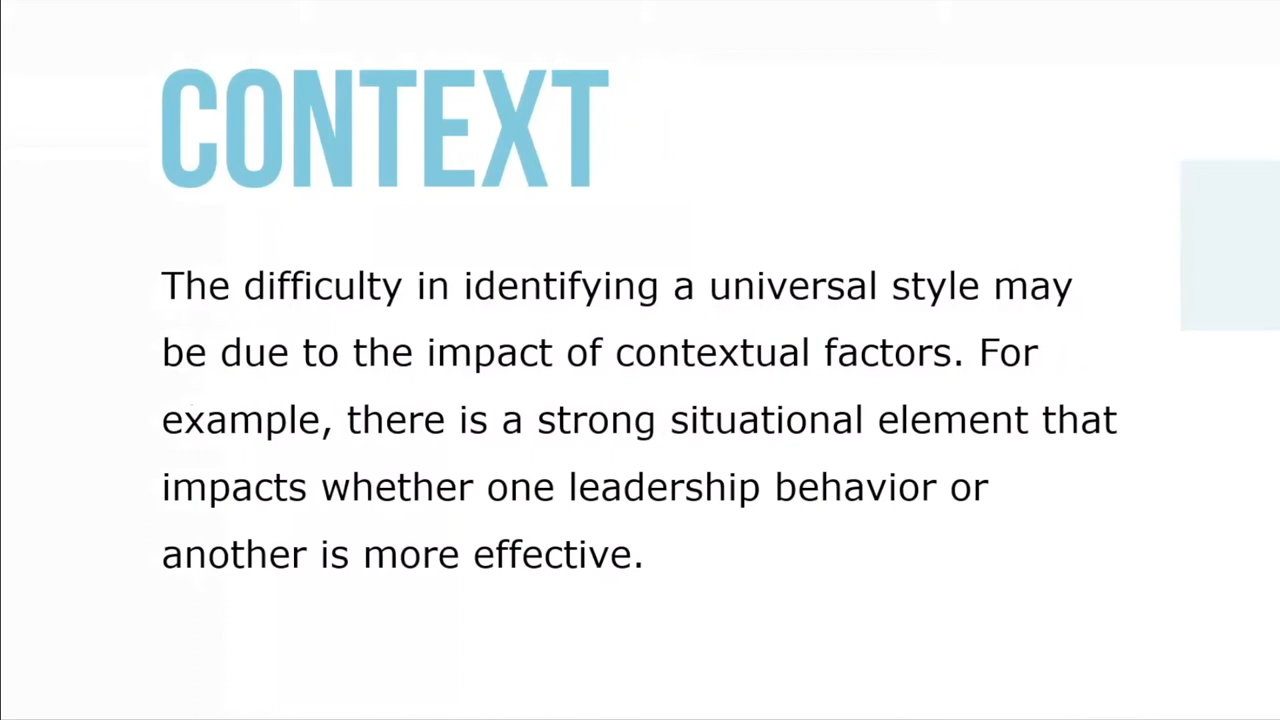 CONTEXT
The difficulty in identifying a universal style may
be due to the impact of contextual factors. For
example, there is a strong situational element that
impacts whether one leadership behavior or
another is more effective.